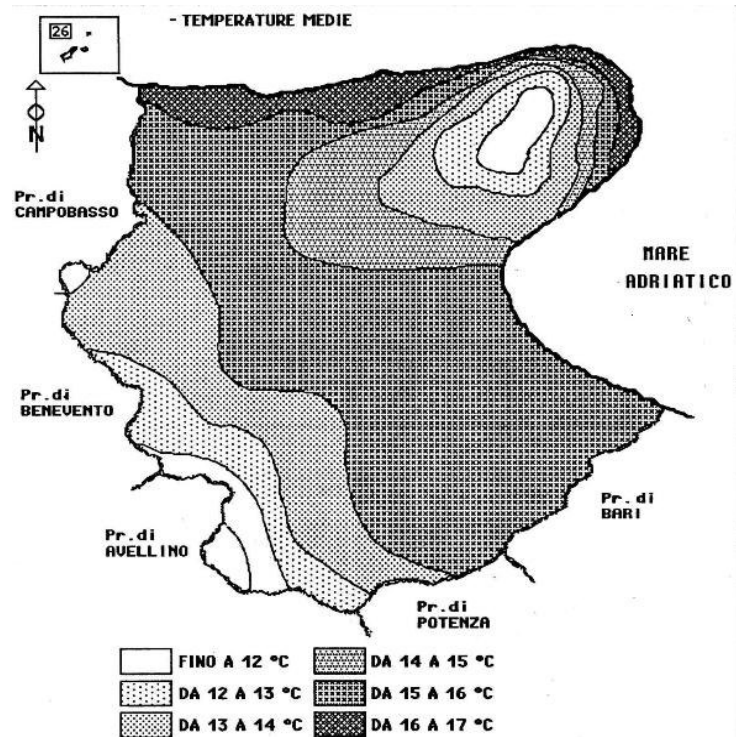 - TEMPERATURE MEDIE
26
N
Pr.di
CAMPOBASSO
MARE
ADRIATICO
Pr.di
BENEVENTO
Pr.di
BARI
Pr.di
AVELLINO
Pr.di
POTENZA
FINO A 12 °C
DA 14 A 15 °C
DA 12 A 13 °C
DA 15 A 16 °C
DA 13 A 14 °C
DA 16 A 17 °C